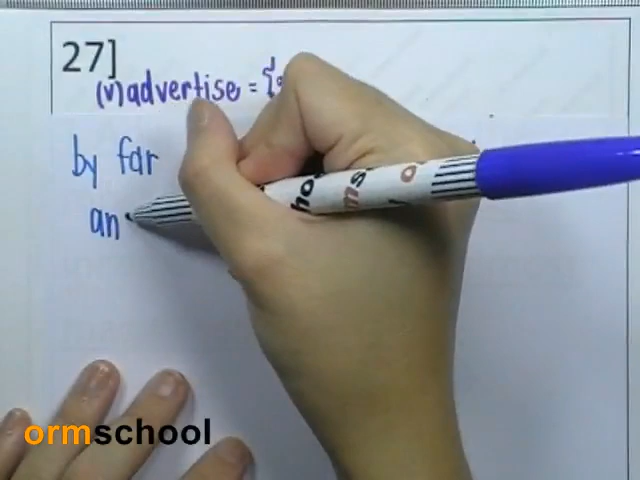 27]
(v) advertise = 
by far
an
ormschool